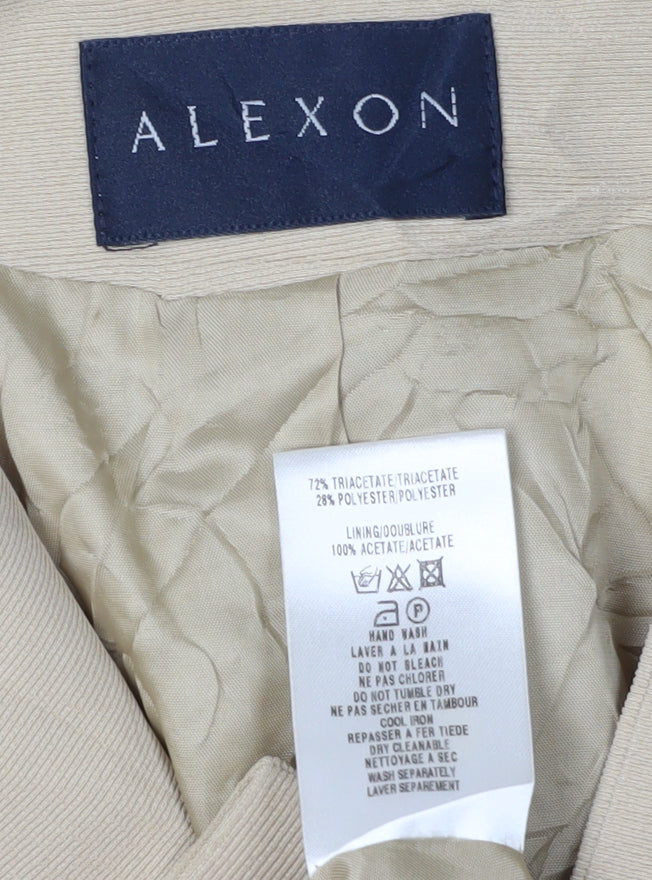 ALEXON
72% TRIACETATE/TRIACETATE
28% POLYESTER/POLYESTER
LINING/DOUBLURE
100% ACETATE/ACETATE
P
HAND WASH
LAVER A LA MAIN
DO NOT BLEACH
NE PAS CHLORER
DO NOT TUMBLE DRY
NE PAS SECHER EN TAMBOUR
COOL IRON
REPASSER A FER TIEDE
DRY CLEANABLE
NETTOYAGE A SEC
WASH SEPARATELY
LAVER SEPAREMENT